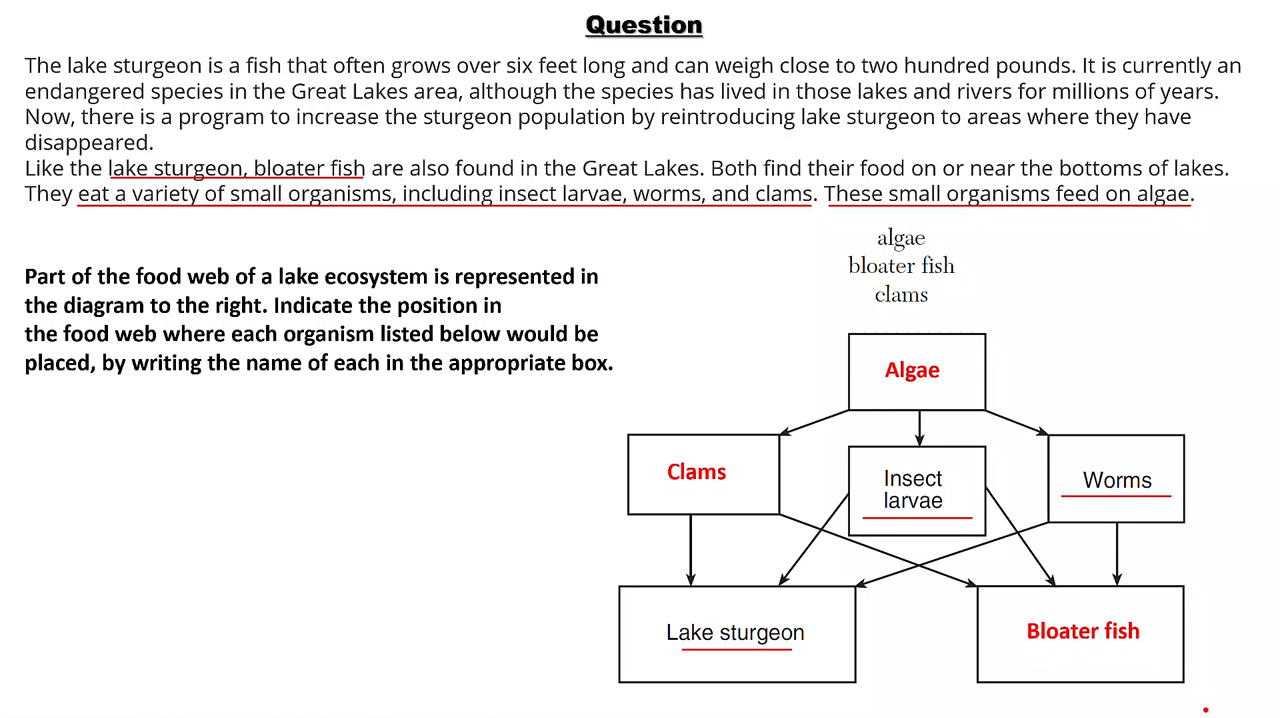 Question
The lake sturgeon is a fish that often grows over six feet long and can weigh close to two hundred pounds. It is currently an
endangered species in the Great Lakes area, although the species has lived in those lakes and rivers for millions of years.
Now, there is a program to increase the sturgeon population by reintroducing lake sturgeon to areas where they have
disappeared.
Like the lake sturgeon, bloater fish are also found in the Great Lakes. Both find their food on or near the bottoms of lakes.
They eat a variety of small organisms, including insect larvae, worms, and clams. These small organisms feed on algae.
Part of the food web of a lake ecosystem is represented in
the diagram to the right. Indicate the position in
the food web where each organism listed below would be
placed, by writing the name of each in the appropriate box.
algae
bloater fish
clams
Algae
Clams
Insect
larvae
Worms
Lake sturgeon
Bloater fish